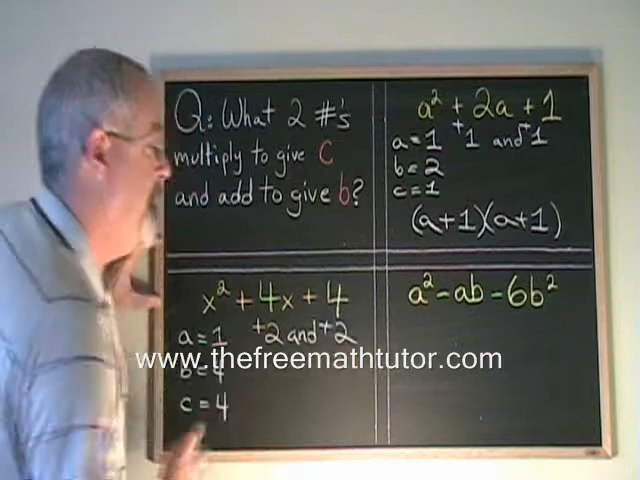 Q: What 2 #'s
multiply to give c
and add to give b?
a² + 2a + 1
a = 1 +1 and +1
b = 2
c = 1
(a+1)(a+1)
x² + 4x + 4
a = 1 +2 and +2
b = 4
c = 4
a² - ab - 6b²
www.thefreemathtutor.com